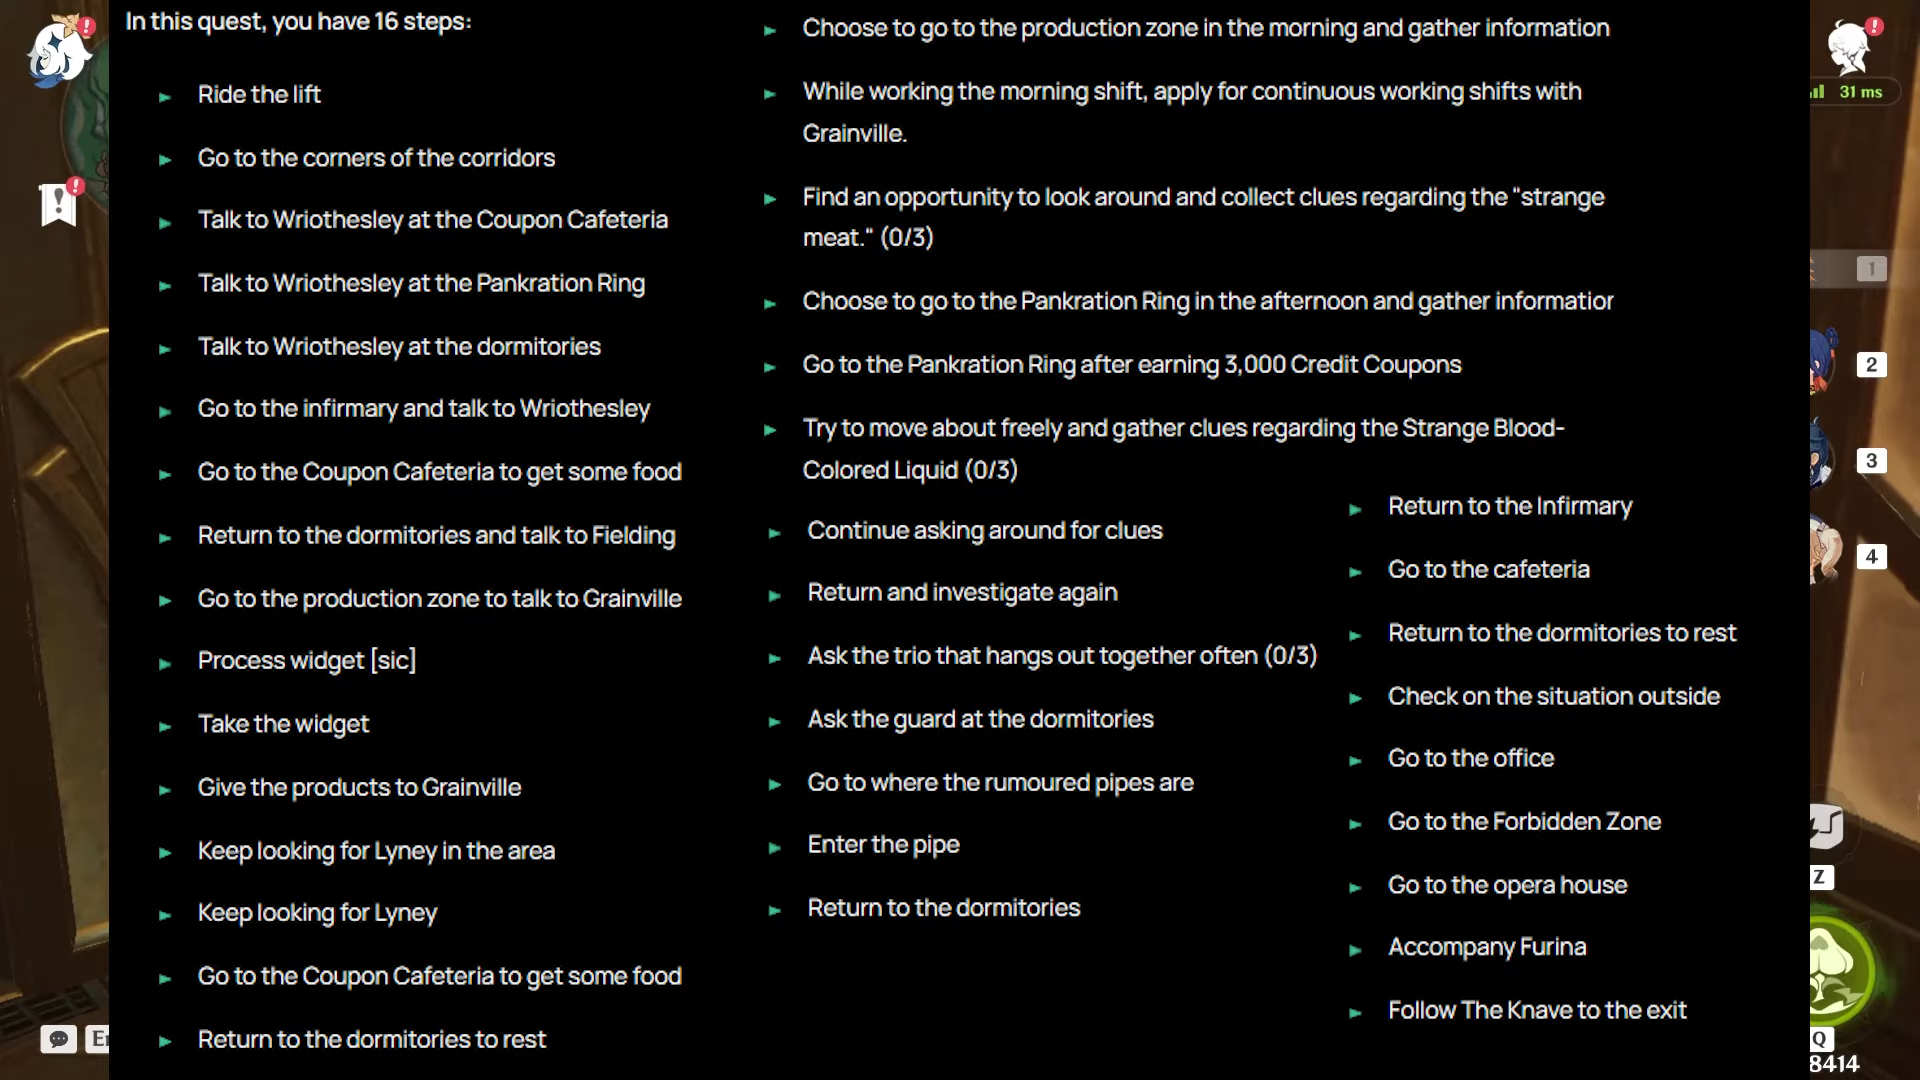 In this quest, you have 16 steps:
Ride the lift
Go to the corners of the corridors
Talk to Wriothesley at the Coupon Cafeteria
Talk to Wriothesley at the Pankration Ring
Talk to Wriothesley at the dormitories
Go to the infirmary and talk to Wriothesley
Go to the Coupon Cafeteria to get some food
Return to the dormitories and talk to Fielding
Go to the production zone to talk to Grainville
Process widget [sic]
Take the widget
Give the products to Grainville
Keep looking for Lyney in the area
Keep looking for Lyney
Go to the Coupon Cafeteria to get some food
Return to the dormitories to rest
Choose to go to the production zone in the morning and gather information
While working the morning shift, apply for continuous working shifts with
Grainville.
Find an opportunity to look around and collect clues regarding the "strange
meat." (0/3)
Choose to go to the Pankration Ring in the afternoon and gather information
Go to the Pankration Ring after earning 3,000 Credit Coupons
Try to move about freely and gather clues regarding the Strange Blood-
Colored Liquid (0/3)
Continue asking around for clues
Return and investigate again
Ask the trio that hangs out together often (0/3)
Ask the guard at the dormitories
Go to where the rumoured pipes are
Enter the pipe
Return to the dormitories
Return to the Infirmary
Go to the cafeteria
Return to the dormitories to rest
Check on the situation outside
Go to the office
Go to the Forbidden Zone
Go to the opera house
Accompany Furina
Follow The Knave to the exit
31 ms
1
2
3
4
Z
Q
8414